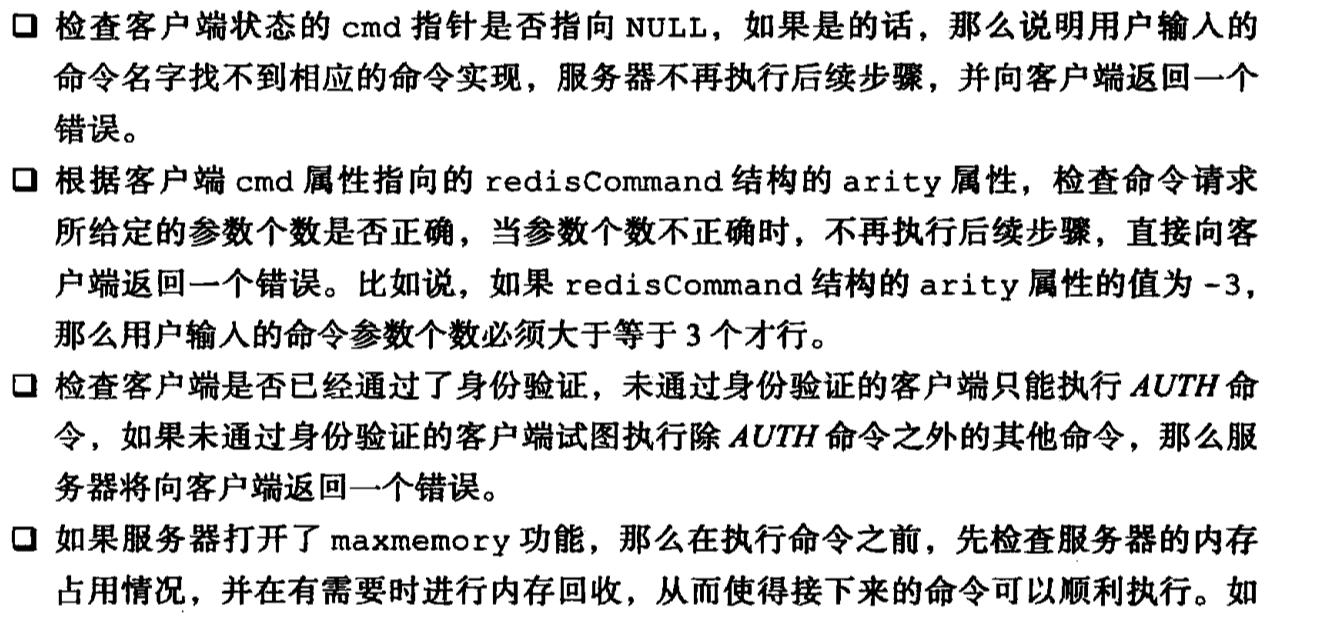 ❑ 检查客户端状态的 cmd 指针是否指向 NULL，如果是的话，那么说明用户输入的
命令名字找不到相应的命令实现，服务器不再执行后续步骤，并向客户端返回一个
错误。
❑ 根据客户端 cmd 属性指向的 redisCommand 结构的 arity 属性，检查命令请求
所给定的参数个数是否正确，当参数个数不正确时，不再执行后续步骤，直接向客
户端返回一个错误。比如说，如果 redisCommand 结构的 arity 属性的值为 -3，
那么用户输入的命令参数个数必须大于等于 3 个才行。
❑ 检查客户端是否已经通过了身份验证，未通过身份验证的客户端只能执行 AUTH 命
令，如果未通过身份验证的客户端试图执行除 AUTH 命令之外的其他命令，那么服
务器将向客户端返回一个错误。
❑ 如果服务器打开了 maxmemory 功能，那么在执行命令之前，先检查服务器的内存
占用情况，并在有需要时进行内存回收，从而使得接下来的命令可以顺利执行。如